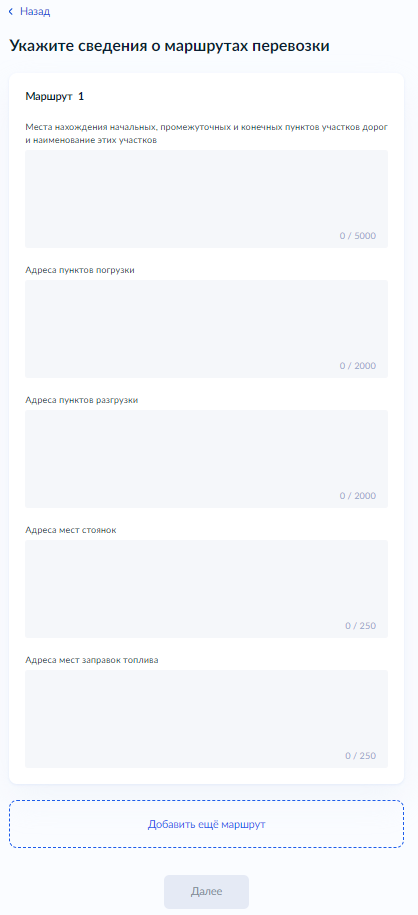 Назад
Укажите сведения о маршрутах перевозки
Маршрут 1
Места нахождения начальных, промежуточных и конечных пунктов участков дорог
и наименование этих участков
0 / 5000
Адреса пунктов погрузки
0 / 2000
Адреса пунктов разгрузки
0 / 2000
Адреса мест стоянок
0 / 250
Адреса мест заправок топлива
0 / 250
Добавить ещё маршрут
Далее